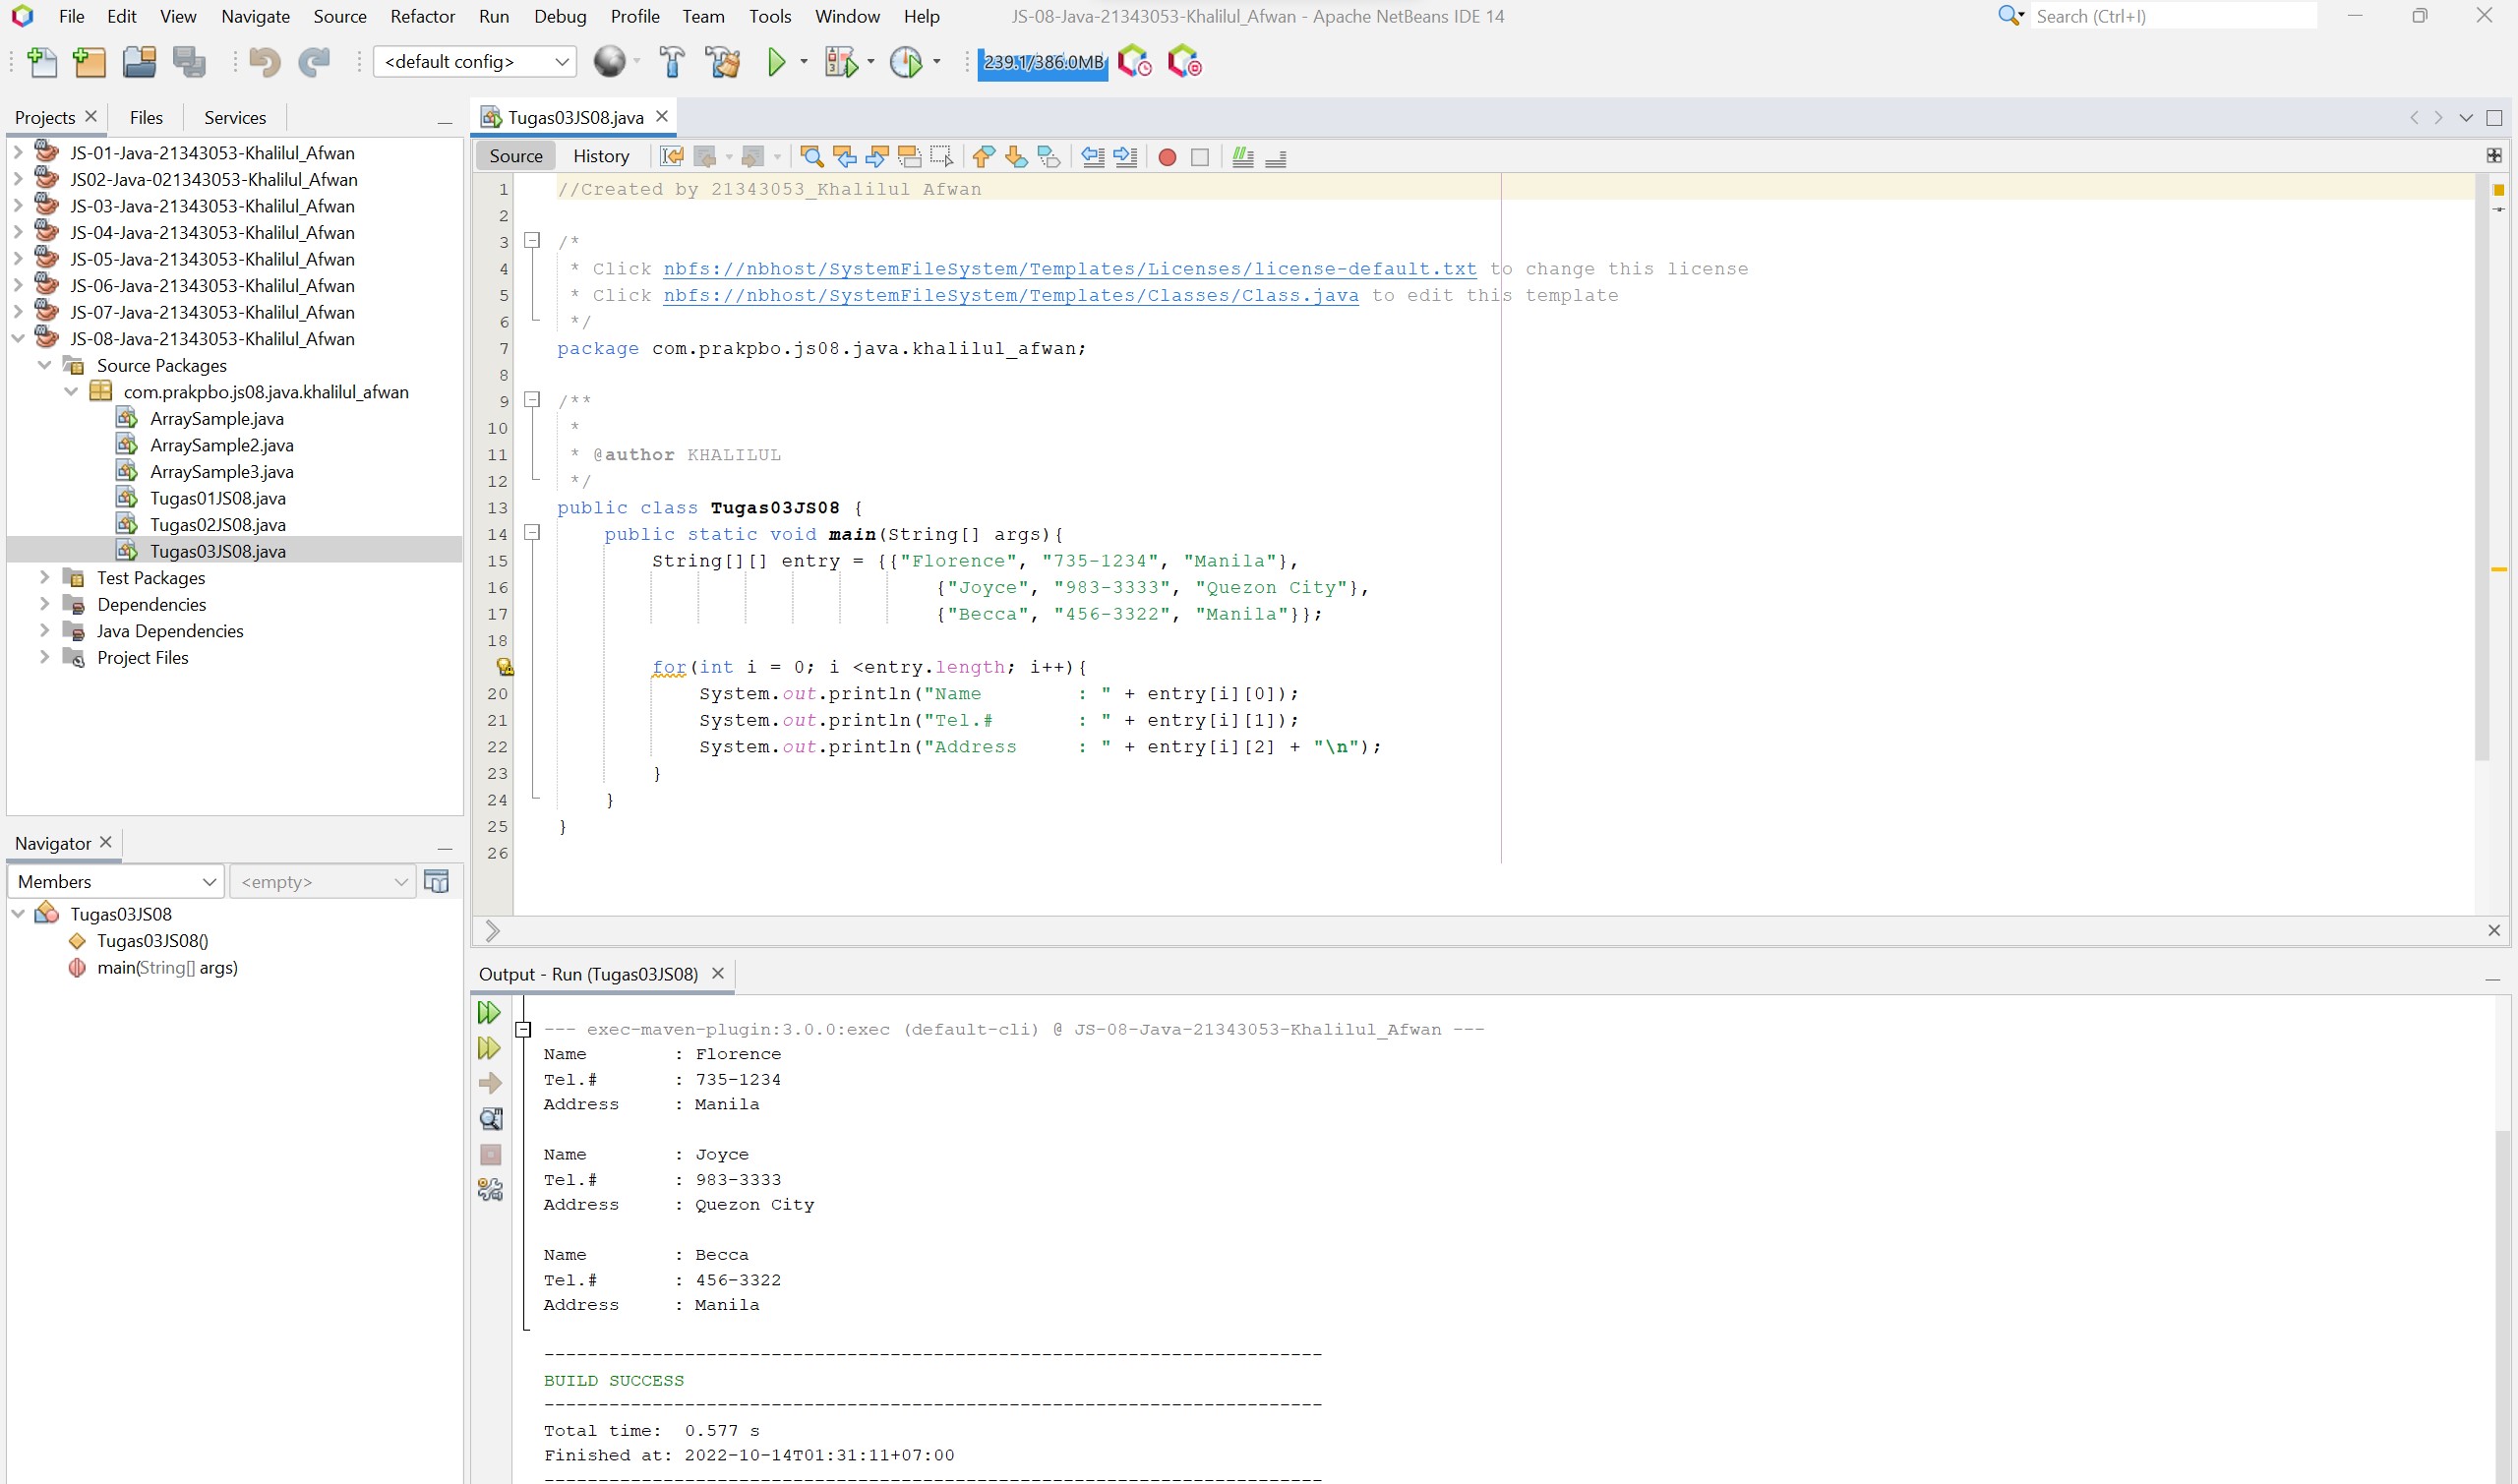 File Edit View Navigate Source Refactor Run Debug Profile Team Tools Window Help JS-08-Java-21343053-Khalilul_Afwan - Apache NetBeans IDE 14 Search (Ctrl+I)
<default config> 239.1/386.0MB
Projects Files Services
JS-01-Java-21343053-Khalilul_Afwan
JS02-Java-021343053-Khalilul_Afwan
JS-03-Java-21343053-Khalilul_Afwan
JS-04-Java-21343053-Khalilul_Afwan
JS-05-Java-21343053-Khalilul_Afwan
JS-06-Java-21343053-Khalilul_Afwan
JS-07-Java-21343053-Khalilul_Afwan
JS-08-Java-21343053-Khalilul_Afwan
Source Packages
com.prakpbo.js08.java.khalilul_afwan
ArraySample.java
ArraySample2.java
ArraySample3.java
Tugas01JS08.java
Tugas02JS08.java
Tugas03JS08.java
Test Packages
Dependencies
Java Dependencies
Project Files
Navigator
Members <empty>
Tugas03JS08
Tugas03JS08()
main(String[] args)
Tugas03JS08.java
Source History
1 //Created by 21343053_Khalilul Afwan
2
3 /*
4 * Click nbfs://nbhost/SystemFileSystem/Templates/Licenses/license-default.txt to change this license
5 * Click nbfs://nbhost/SystemFileSystem/Templates/Classes/Class.java to edit this template
6 */
7 package com.prakpbo.js08.java.khalilul_afwan;
8
9 /**
10 *
11 * @author KHALILUL
12 */
13 public class Tugas03JS08 {
14 public static void main(String[] args){
15 String[][] entry = {{"Florence", "735-1234", "Manila"},
16 {"Joyce", "983-3333", "Quezon City"},
17 {"Becca", "456-3322", "Manila"}};
18
for(int i = 0; i <entry.length; i++){
20 System.out.println("Name : " + entry[i][0]);
21 System.out.println("Tel.# : " + entry[i][1]);
22 System.out.println("Address : " + entry[i][2] + "\n");
23 }
24 }
25 }
26
Output - Run (Tugas03JS08)
--- exec-maven-plugin:3.0.0:exec (default-cli) @ JS-08-Java-21343053-Khalilul_Afwan ---
Name : Florence
Tel.# : 735-1234
Address : Manila
Name : Joyce
Tel.# : 983-3333
Address : Quezon City
Name : Becca
Tel.# : 456-3322
Address : Manila
------------------------------------------------------------------------
BUILD SUCCESS
------------------------------------------------------------------------
Total time: 0.577 s
Finished at: 2022-10-14T01:31:11+07:00
------------------------------------------------------------------------